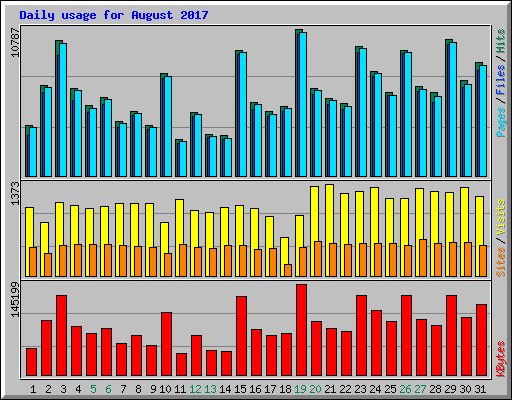 Daily usage for August 2017
10787
Pages / Files / Hits
1373
Sites / Visits
145199
KBytes
1 2 3 4 5 6 7 8 9 10 11 12 13 14 15 16 17 18 19 20 21 22 23 24 25 26 27 28 29 30 31